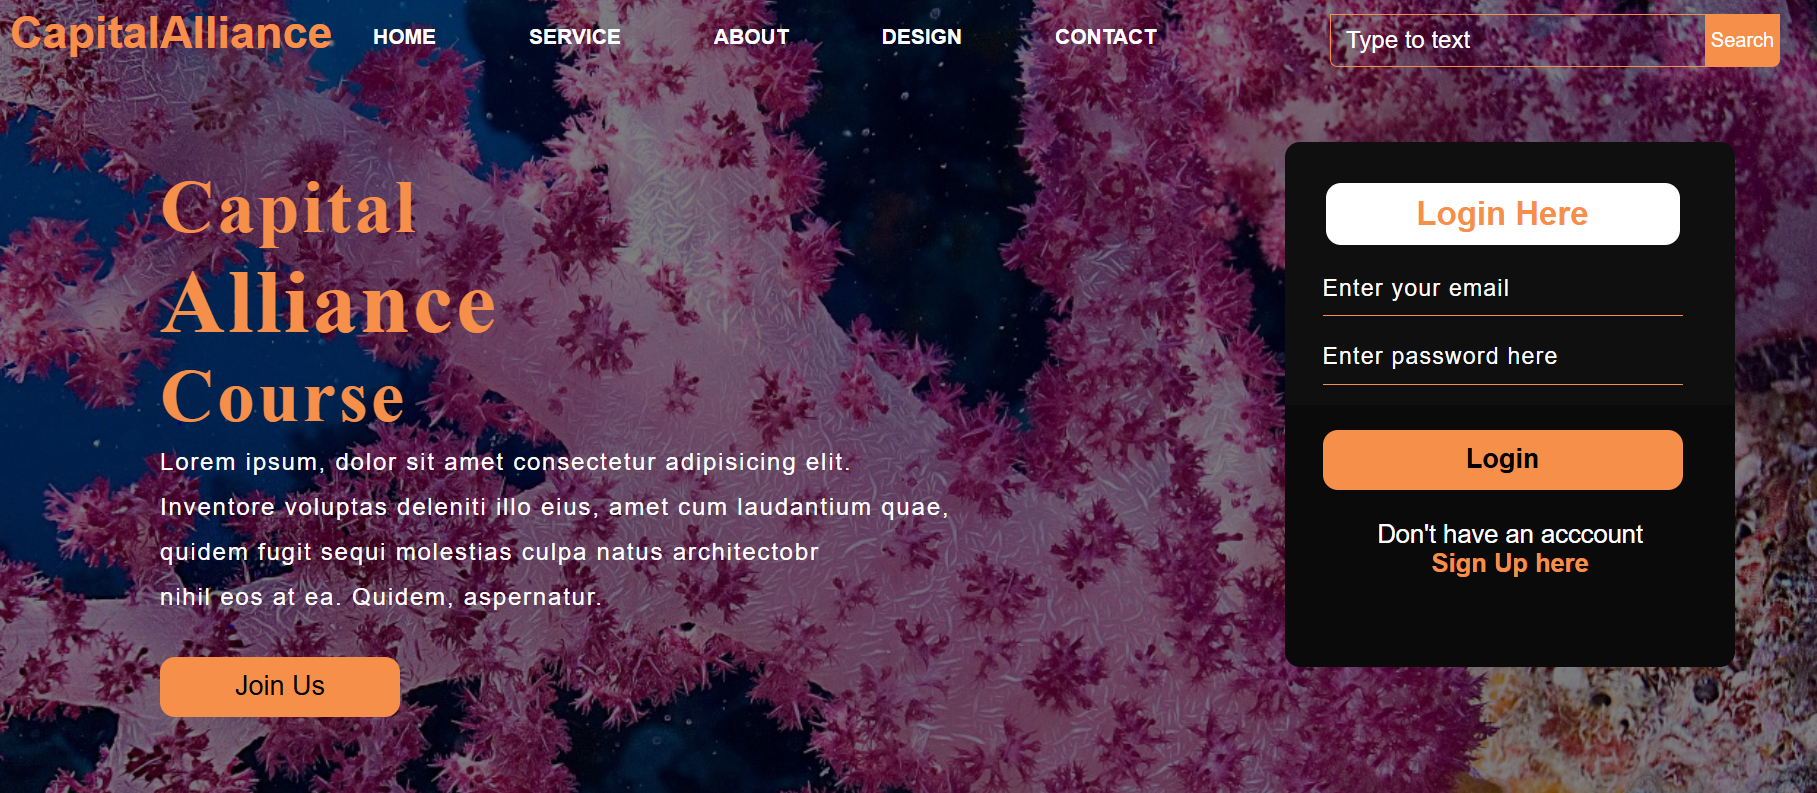 CapitalAlliance
HOME
SERVICE
ABOUT
DESIGN
CONTACT
Type to text
Search
Capital
Alliance
Course
Lorem ipsum, dolor sit amet consectetur adipisicing elit.
Inventore voluptas deleniti illo eius, amet cum laudantium quae,
quidem fugit sequi molestias culpa natus architectobr
nihil eos at ea. Quidem, aspernatur.
Join Us
Login Here
Enter your email
Enter password here
Login
Don't have an acccount
Sign Up here